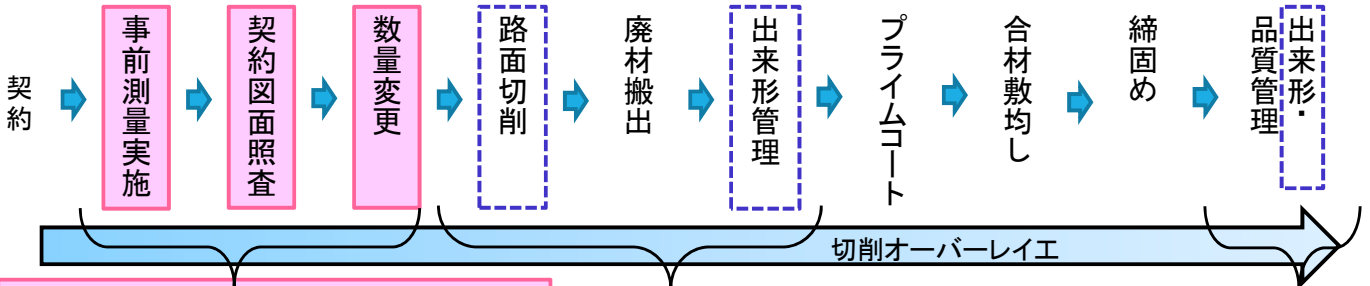 契約
事前測量実施
契約図面照査
数量変更
路面切削
廃材搬出
出来形管理
プライムコート
合材敷均し
締固め
出来形・
品質管理
切削オーバーレイエ